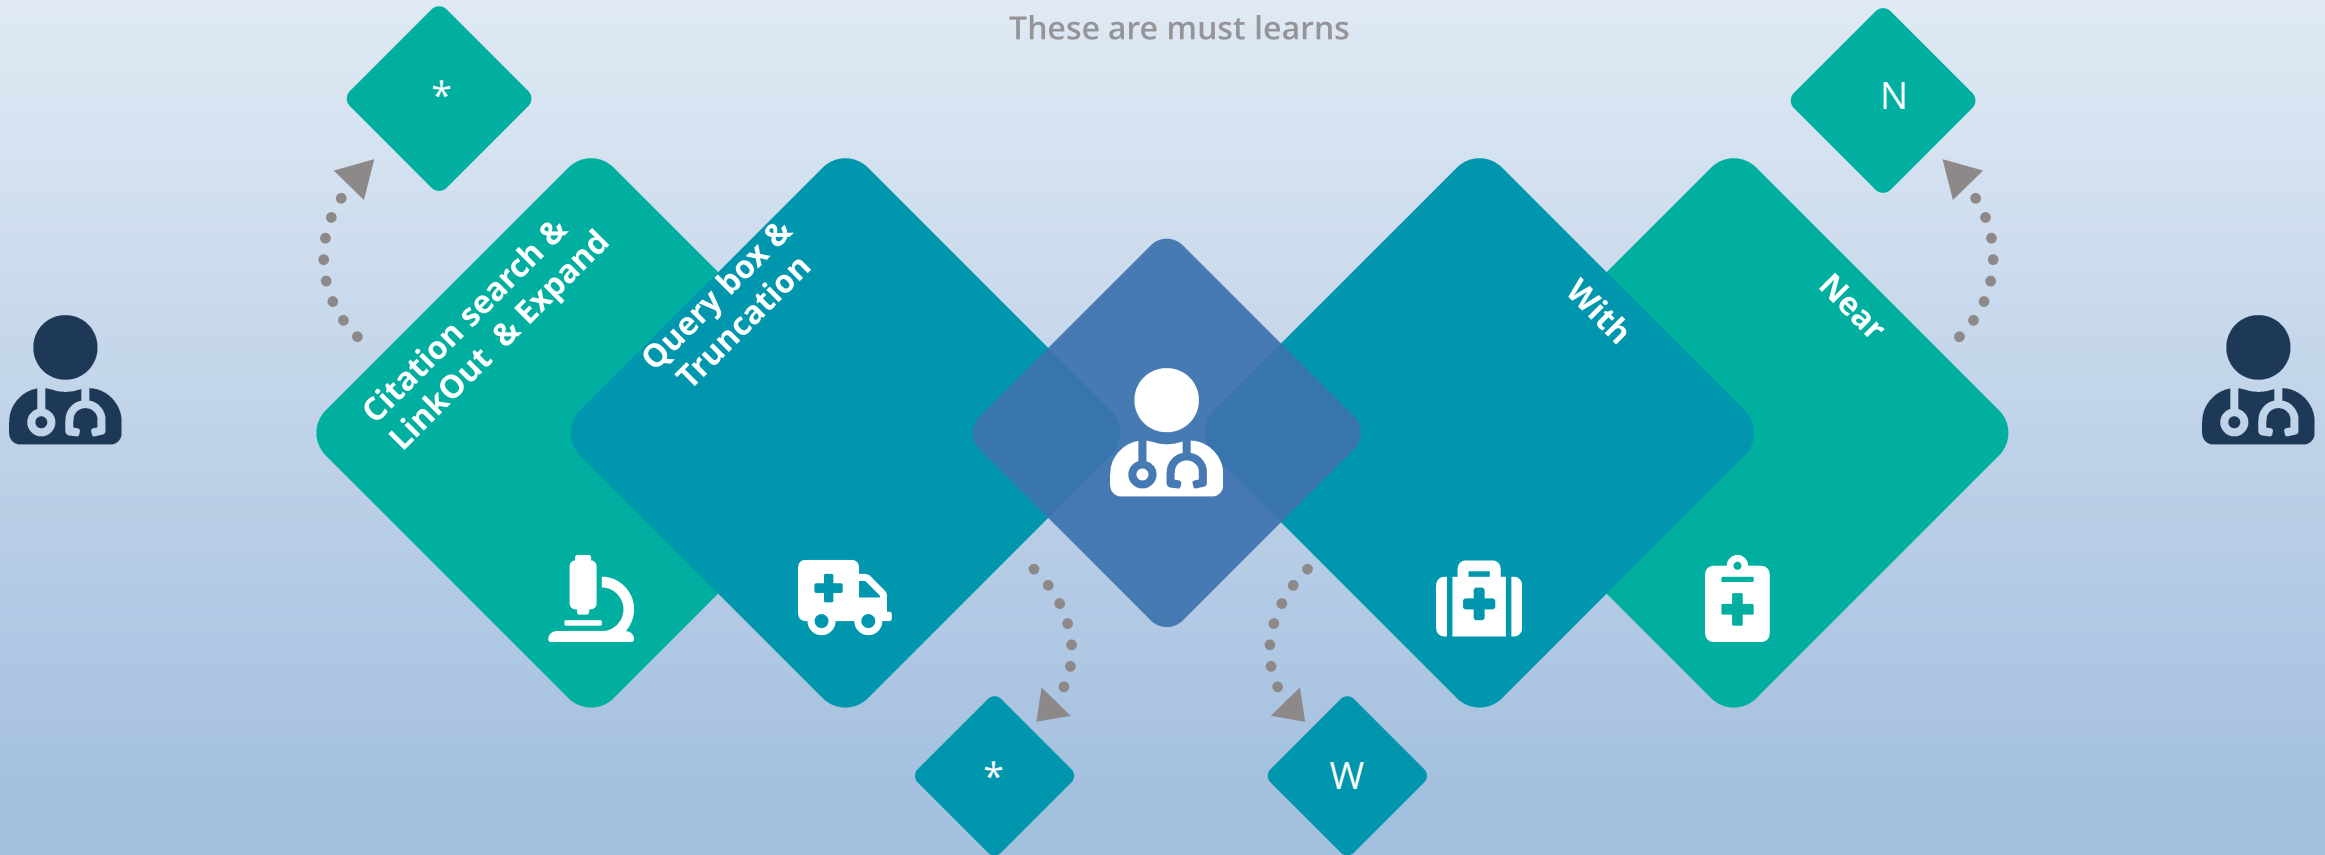 These are must learns
*
N
Citation search &
LinkOut & Expand
Query box &
Truncation
With
Near
*
W